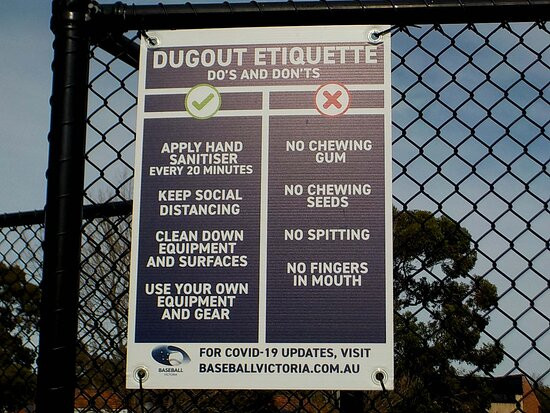 DUGOUT ETIQUETTE
DO'S AND DON'TS
APPLY HAND
SANITISER
EVERY 20 MINUTES
KEEP SOCIAL
DISTANCING
CLEAN DOWN
EQUIPMENT
AND SURFACES
USE YOUR OWN
EQUIPMENT
AND GEAR
NO CHEWING
GUM
NO CHEWING
SEEDS
NO SPITTING
NO FINGERS
IN MOUTH
BASEBALL
VICTORIA
FOR COVID-19 UPDATES, VISIT
BASEBALLVICTORIA.COM.AU